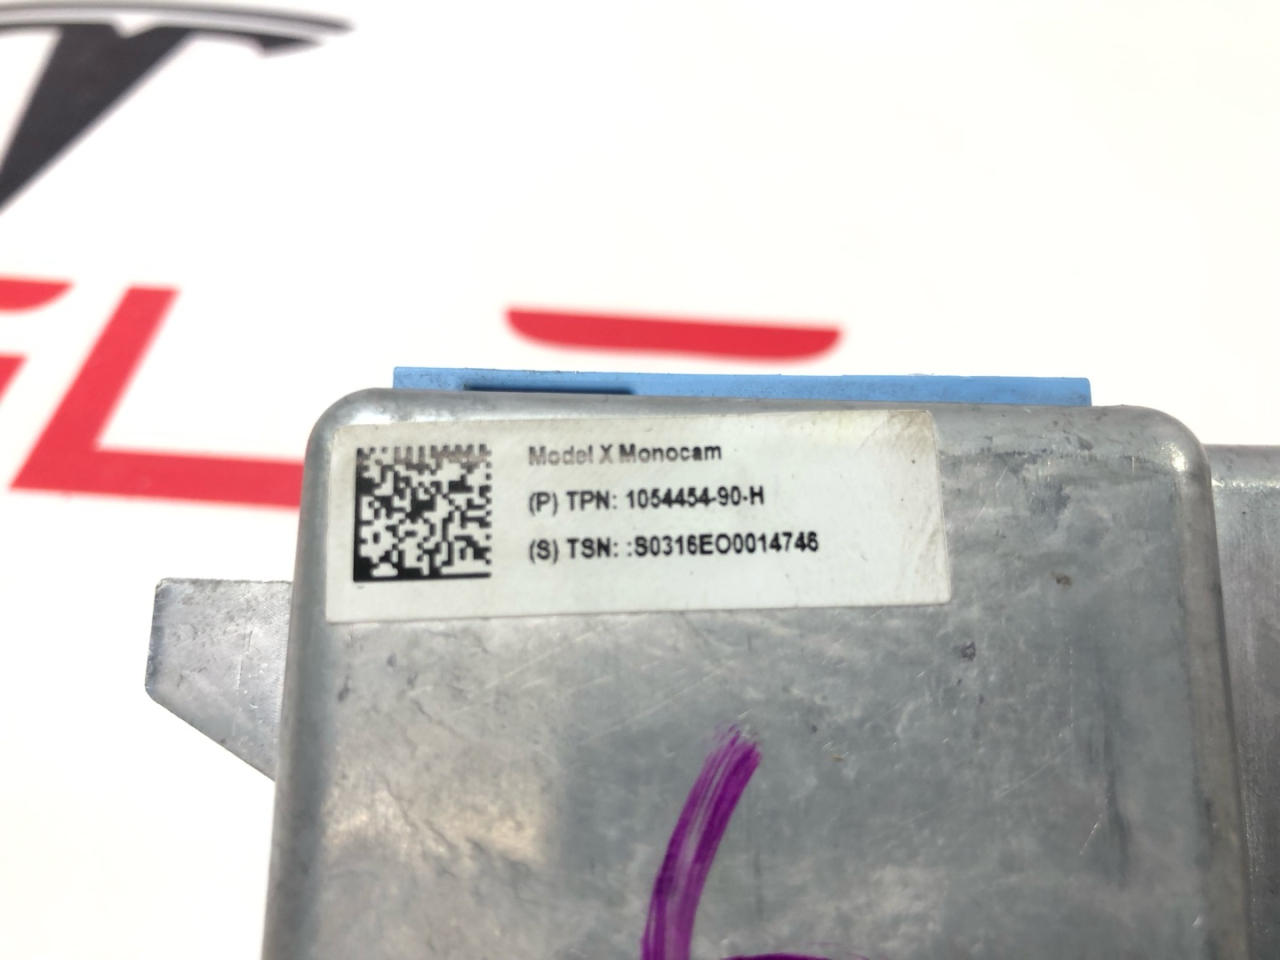 Model X Monocam
(P) TPN: 1054454-90-H
(S) TSN: :S0316EO0014746